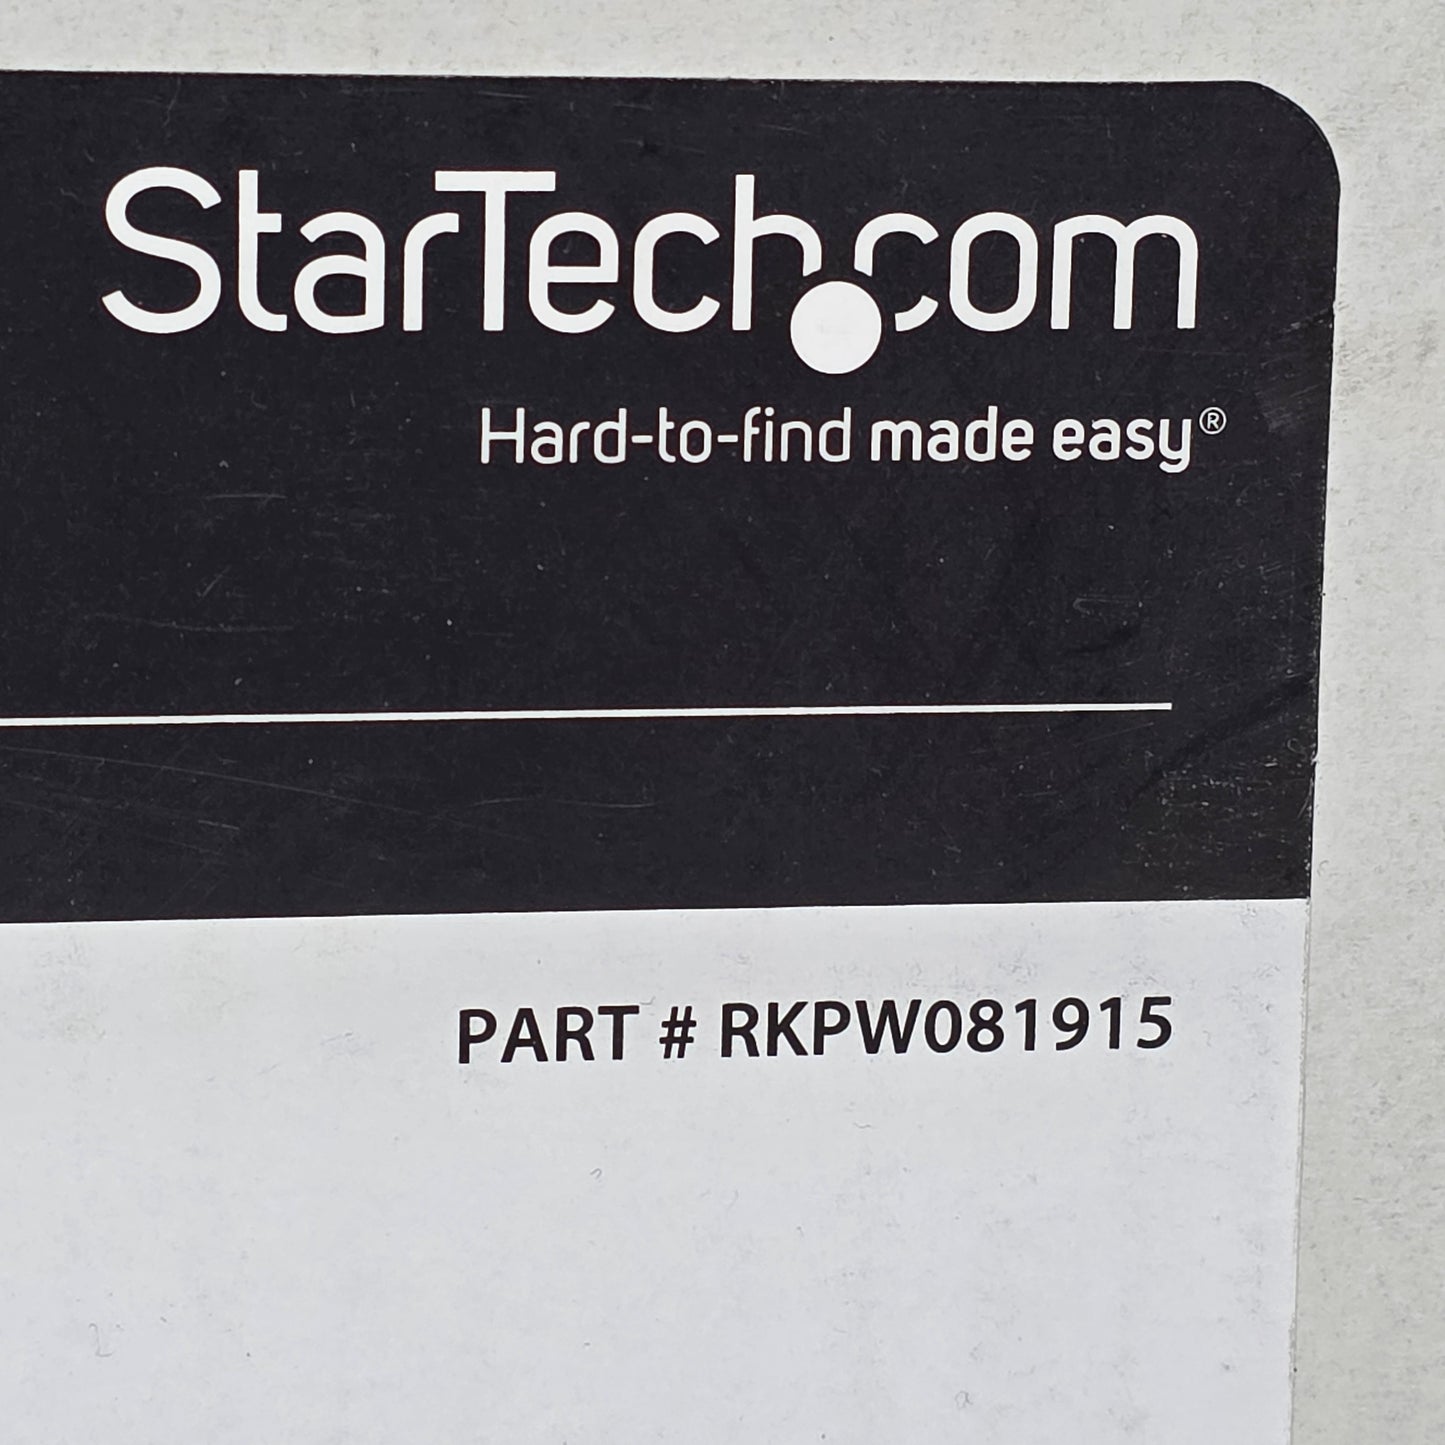 StarTech.com
Hard-to-find made easy®
PART # RKPW081915